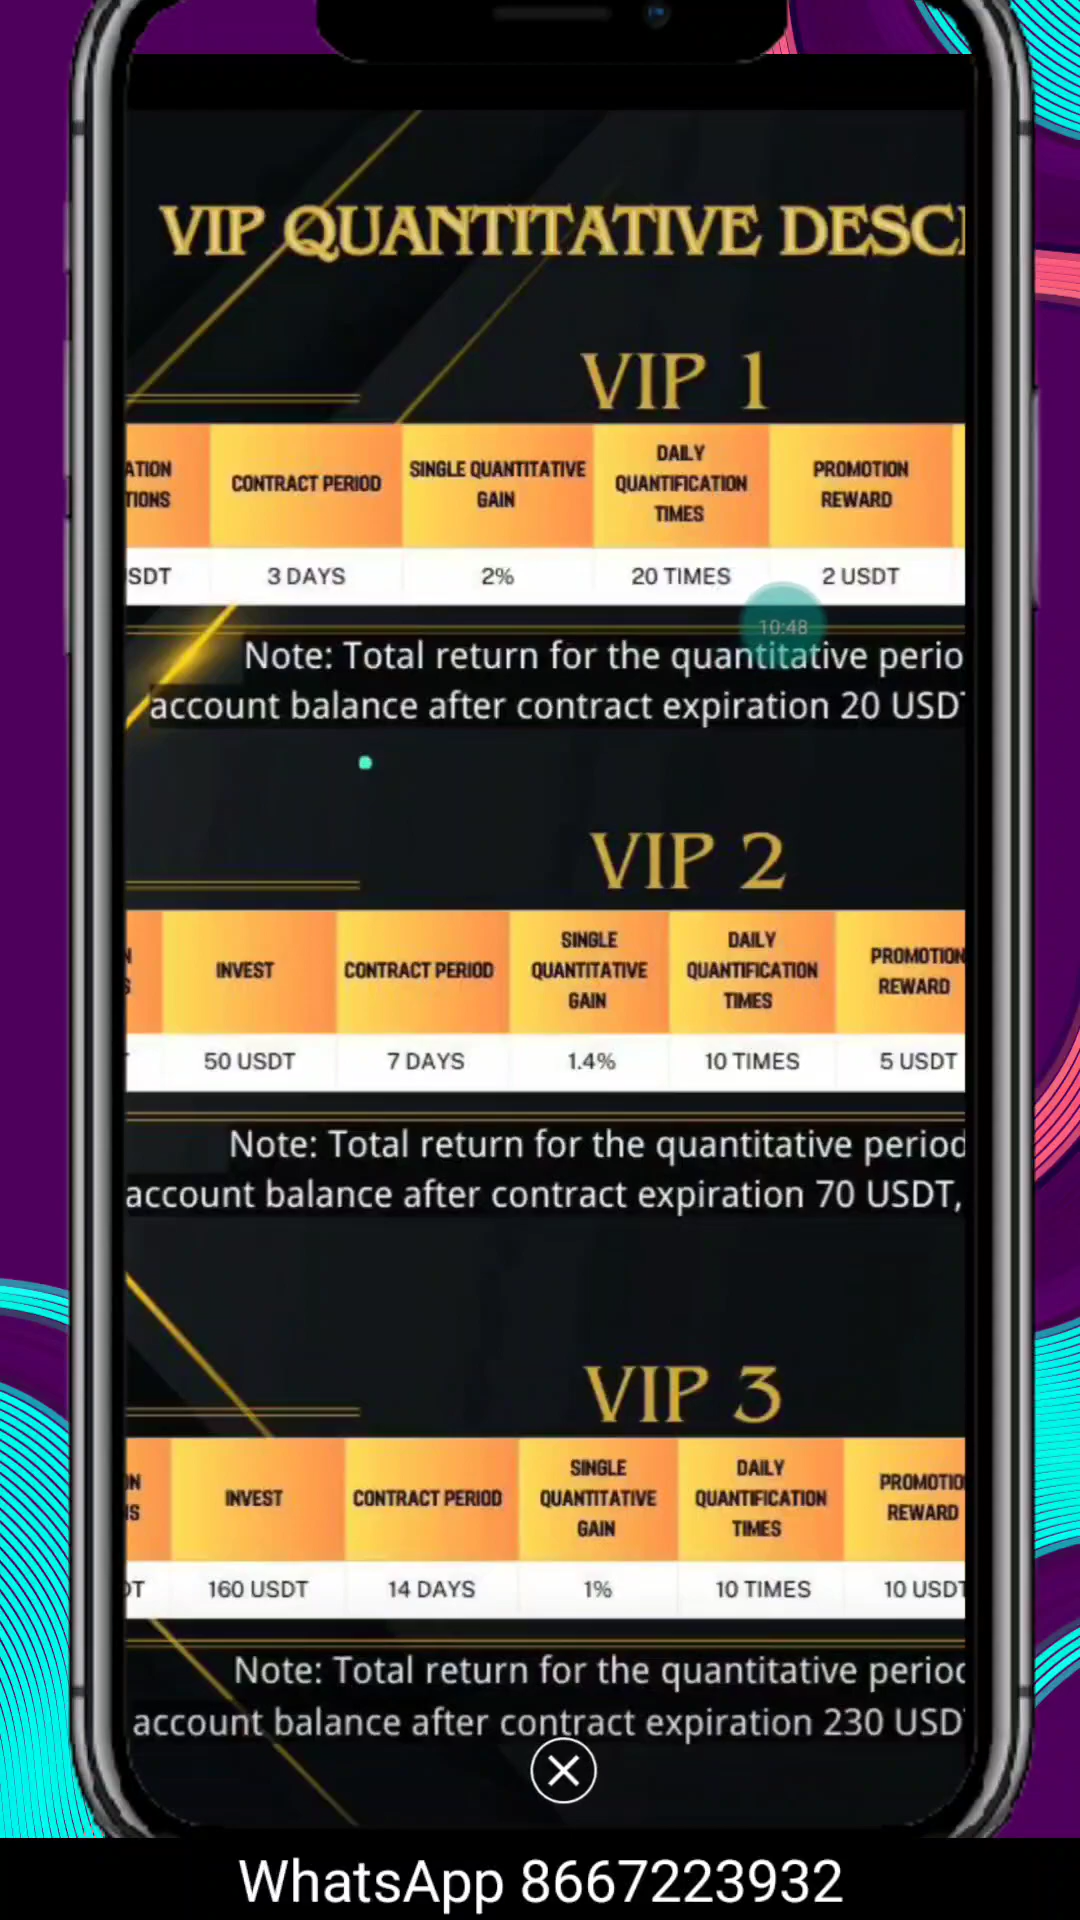 VIP QUANTITATIVE DESC
VIP 1
ATION
TIONS
CONTRACT PERIOD
SINGLE QUANTITATIVE
GAIN
DAILY
QUANTIFICATION
TIMES
PROMOTION
REWARD
SDT
3 DAYS
2%
20 TIMES
2 USDT
10:48
Note: Total return for the quantitative perio
account balance after contract expiration 20 USDT
VIP 2
N
S
INVEST
CONTRACT PERIOD
SINGLE
QUANTITATIVE
GAIN
DAILY
QUANTIFICATION
TIMES
PROMOTION
REWARD
50 USDT
7 DAYS
1.4%
10 TIMES
5 USDT
Note: Total return for the quantitative period
account balance after contract expiration 70 USDT,
VIP 3
ON
NS
INVEST
CONTRACT PERIOD
SINGLE
QUANTITATIVE
GAIN
DAILY
QUANTIFICATION
TIMES
PROMOTIO
REWARD
DT
160 USDT
14 DAYS
1%
10 TIMES
10 USDT
Note: Total return for the quantitative period
account balance after contract expiration 230 USD
WhatsApp 8667223932